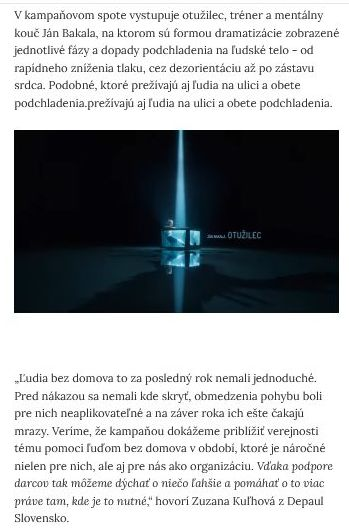 V kampaňovom spote vystupuje otužilec, tréner a mentálny
kouč Ján Bakala, na ktorom sú formou dramatizácie zobrazené
jednotlivé fázy a dopady podchladenia na ľudské telo – od
rapídneho zníženia tlaku, cez dezorientáciu až po zástavu
srdca. Podobné, ktoré prežívajú aj ľudia na ulici a obete
podchladenia.prežívajú aj ľudia na ulici a obete podchladenia.
JÁN BAKALA OTUŽILEC
„Ľudia bez domova to za posledný rok nemali jednoduché.
Pred nákazou sa nemali kde skryť, obmedzenia pohybu boli
pre nich neaplikovateľné a na záver roka ich ešte čakajú
mrazy. Veríme, že kampaňou dokážeme priblížiť verejnosti
tému pomoci ľuďom bez domova v období, ktoré je náročné
nielen pre nich, ale aj pre nás ako organizáciu. Vďaka podpore
darcov tak môžeme dýchať o niečo ľahšie a pomáhať o to viac
práve tam, kde je to nutné,“ hovorí Zuzana Kuľhová z Depaul
Slovensko.